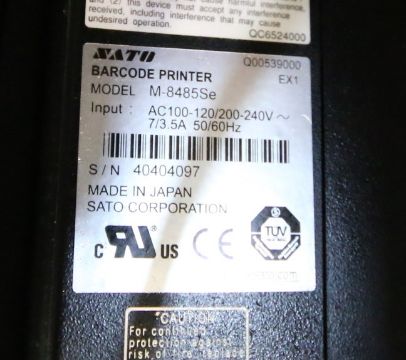 and (2) this device must accept any interference
received, including interference that may cause
undesired operation.
QC6524000
SATO
Q00539000
BARCODE PRINTER
EX1
MODEL M-8485Se
Input : AC100-120/200-240V ~
7/3.5A 50/60Hz
S/N 40404097
MADE IN JAPAN
SATO CORPORATION
c RU US CE TÜV
"CAUTION"
For continued
protection against
risk of fire, replace